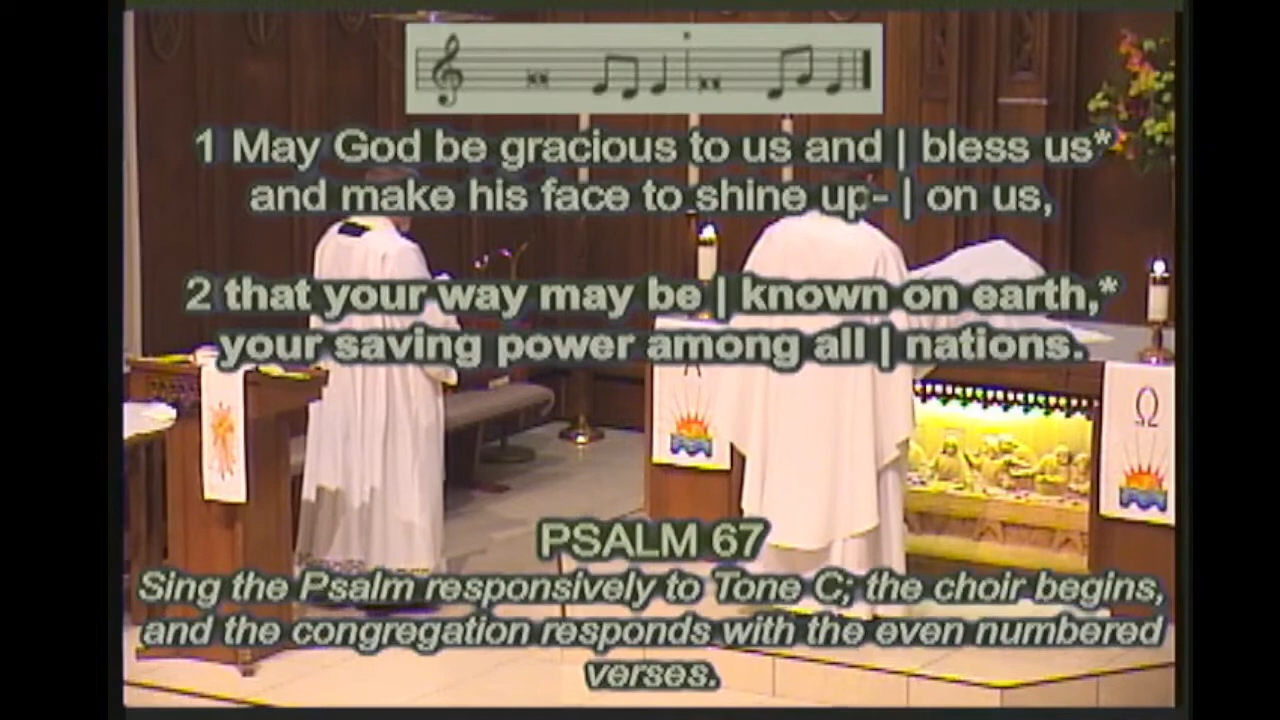 1 May God be gracious to us and | bless us*
and make his face to shine up- | on us,
2 that your way may be | known on earth,*
your saving power among all | nations.
Α
Ω
PSALM 67
Sing the Psalm responsively to Tone C; the choir begins,
and the congregation responds with the even numbered
verses.